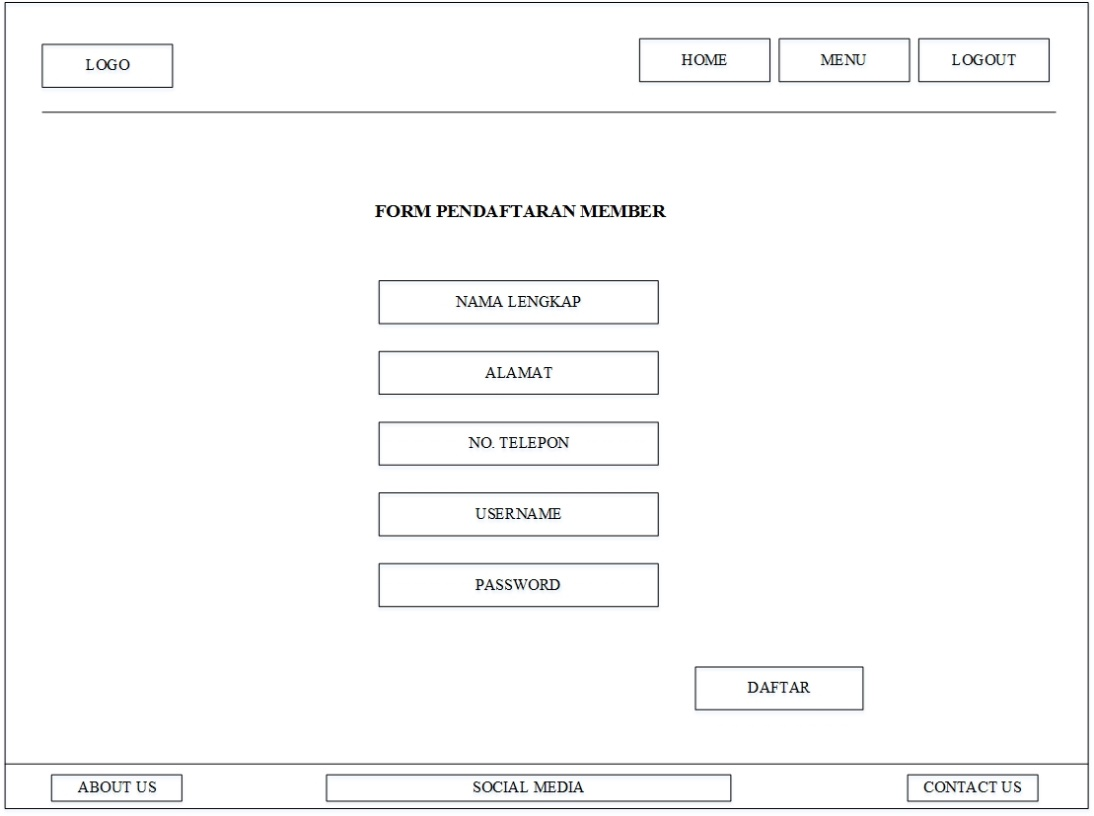 LOGO
HOME
MENU
LOGOUT
FORM PENDAFTARAN MEMBER
NAMA LENGKAP
ALAMAT
NO. TELEPON
USERNAME
PASSWORD
DAFTAR
ABOUT US
SOCIAL MEDIA
CONTACT US